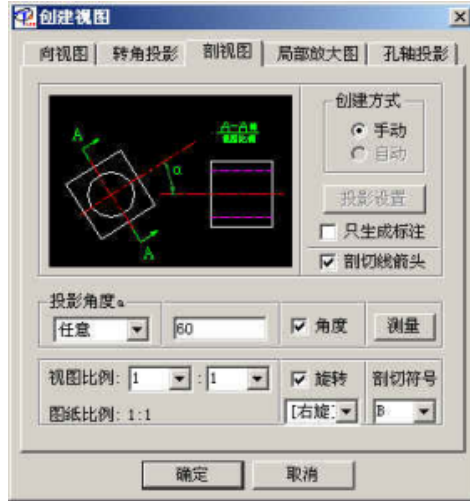 创建视图
向视图 转角投影 剖视图 局部放大图 孔轴投影
创建方式
手动
自动
投影设置
只生成标注
剖切线箭头
A
A
α
投影角度
任意 60 角度 测量
视图比例: 1 : 1 旋转 剖切符号
图纸比例: 1:1 [右旋] B
确定 取消